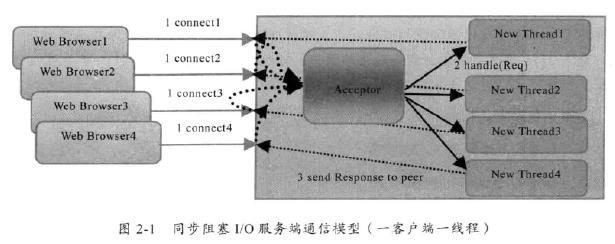 Web Browser1
Web Browser2
Web Browser3
Web Browser4
1 connect1
1 connect2
1 connect3
1 connect4
Acceptor
New Thread1
2 handle(Req)
New Thread2
New Thread3
New Thread4
3 send Response to peer
图 2-1 同步阻塞 I/O 服务端通信模型（一客户端一线程）